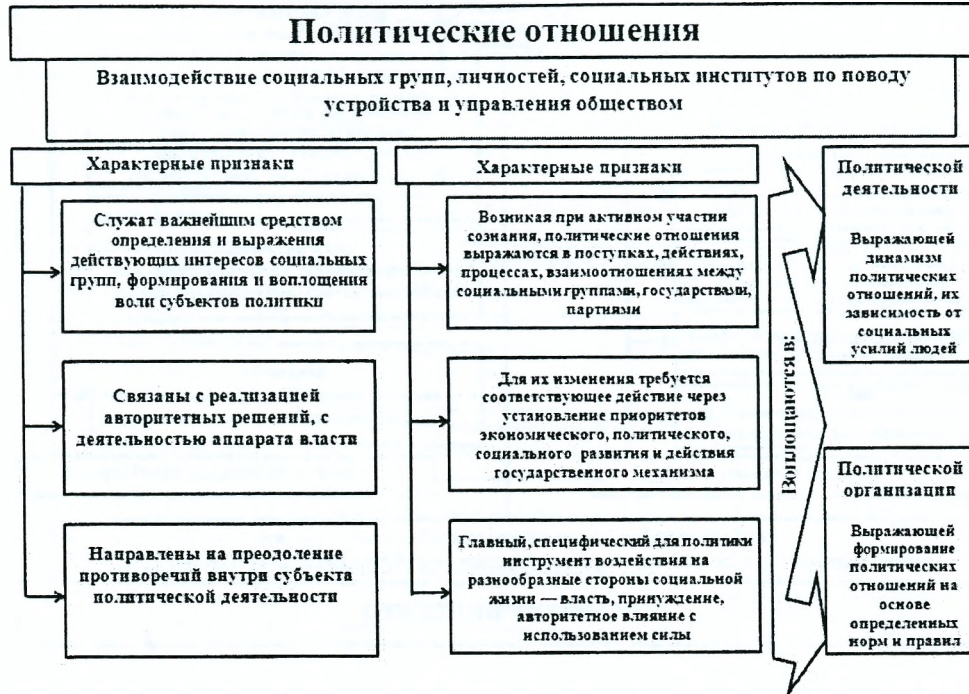 Политические отношения
Взаимодействие социальных групп, личностей, социальных институтов по поводу
устройства и управления обществом
Характерные признаки
Служат важнейшим средством
определения и выражения
действующих интересов социальных
групп, формирования и воплощения
воли субъектов политики
Связаны с реализацией
авторитетных решений, с
деятельностью аппарата власти
Направлены на преодоление
противоречий внутри субъекта
политической деятельности
Характерные признаки
Возникая при активном участии
сознания, политические отношения
выражаются в поступках, действиях,
процессах, взаимоотношениях между
социальными группами, государствами,
партиями
Для их изменения требуется
соответствующее действие через
установление приоритетов
экономического, политического,
социального развития и действия
государственного механизма
Главный, специфический для политики
инструмент воздействия на
разнообразные стороны социальной
жизни — власть, принуждение,
авторитетное влияние с
использованием силы
Воплощаются в:
Политической
деятельности
Выражающей
динамизм
политических
отношений, их
зависимость от
социальных
усилий людей
Политической
организации
Выражающей
формирование
политических
отношений на
основе
определенных
норм и правил